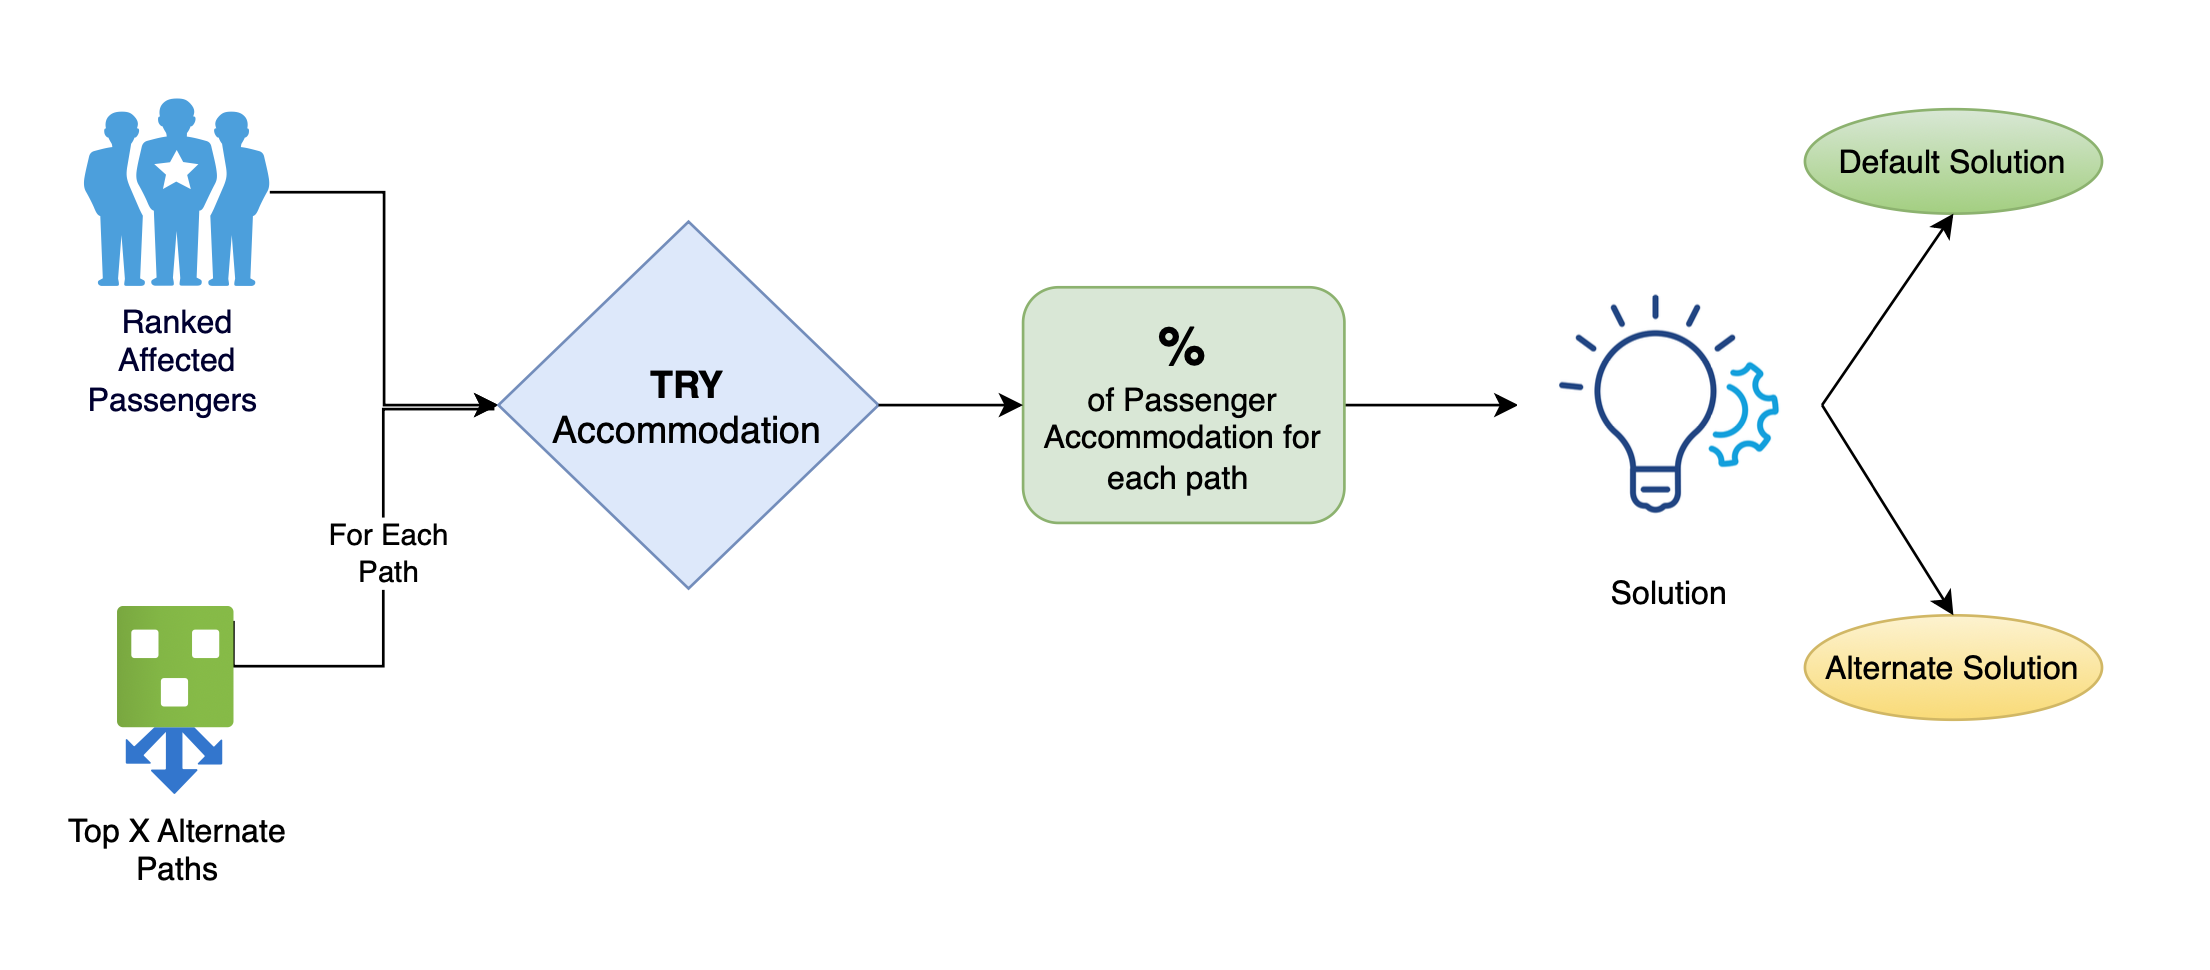 Ranked
Affected
Passengers
For Each
Path
Top X Alternate
Paths
TRY
Accommodation
%
of Passenger
Accommodation for
each path
Solution
Default Solution
Alternate Solution